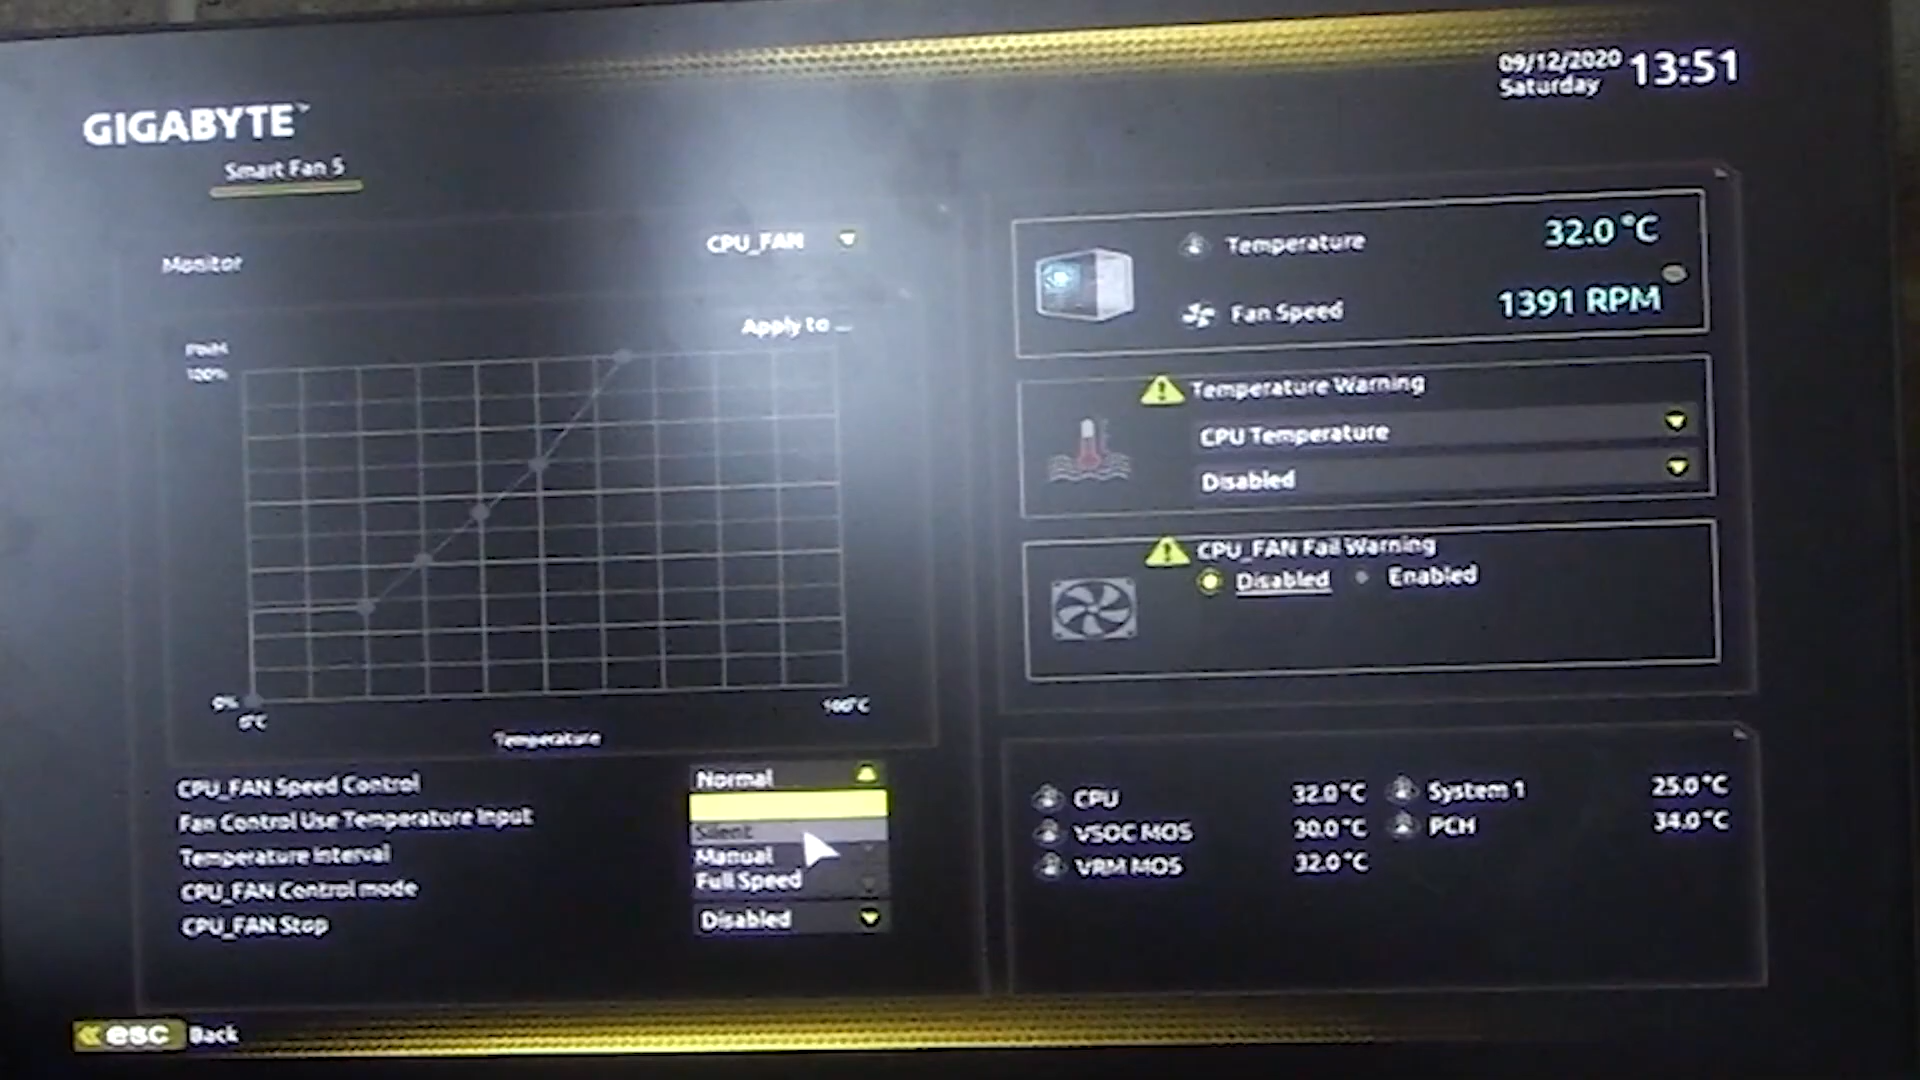 09/12/2020
Saturday
13:51
GIGABYTE
Smart Fan 5
Monitor
CPU_FAN
Apply to
100%
0%
0°C
100°C
Temperature
CPU_FAN Speed Control
Normal
Fan Control Use Temperature Input
Silent
Temperature Interval
Manual
CPU_FAN Control mode
Full Speed
CPU_FAN Stop
Disabled
Temperature
32.0 °C
Fan Speed
1391 RPM
Temperature Warning
CPU Temperature
Disabled
CPU_FAN Fail Warning
Disabled Enabled
CPU 32.0 °C System 1 25.0 °C
VSOC MOS 30.0 °C PCH 34.0 °C
VRM MOS 32.0 °C
esc Back